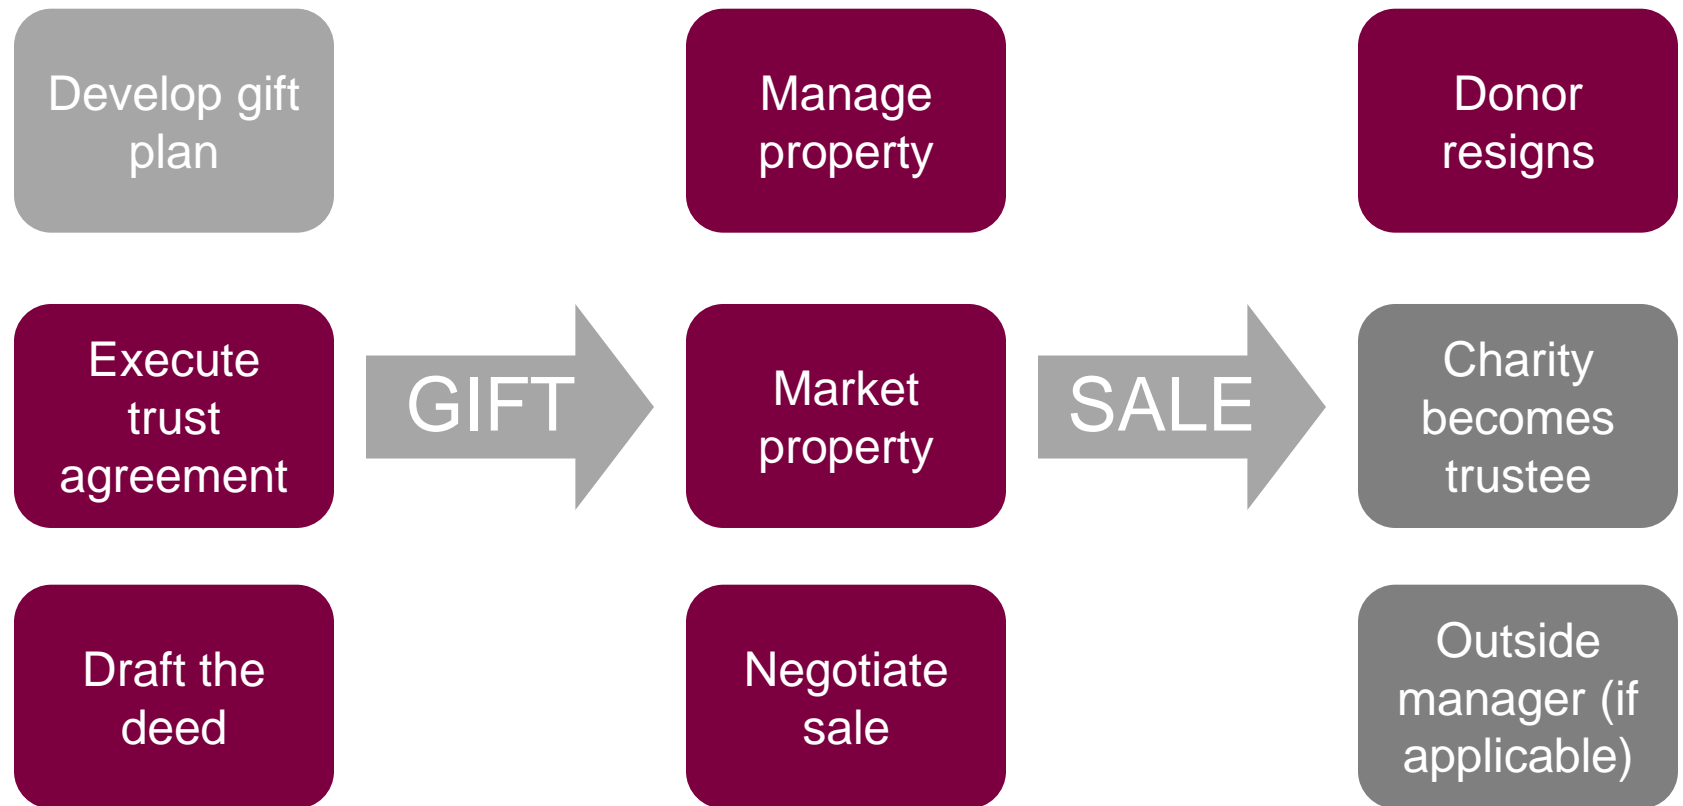 Develop gift
plan
Manage
property
Donor
resigns
Execute
trust
agreement
GIFT
Market
property
SALE
Charity
becomes
trustee
Draft the
deed
Negotiate
sale
Outside
manager (if
applicable)